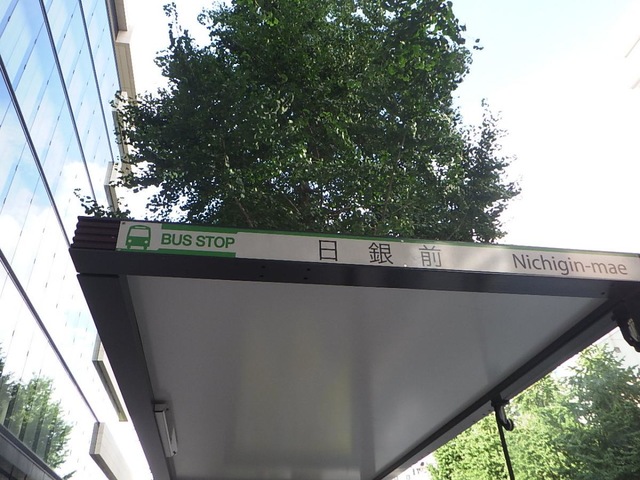 BUS STOP 日銀前 Nichigin-mae